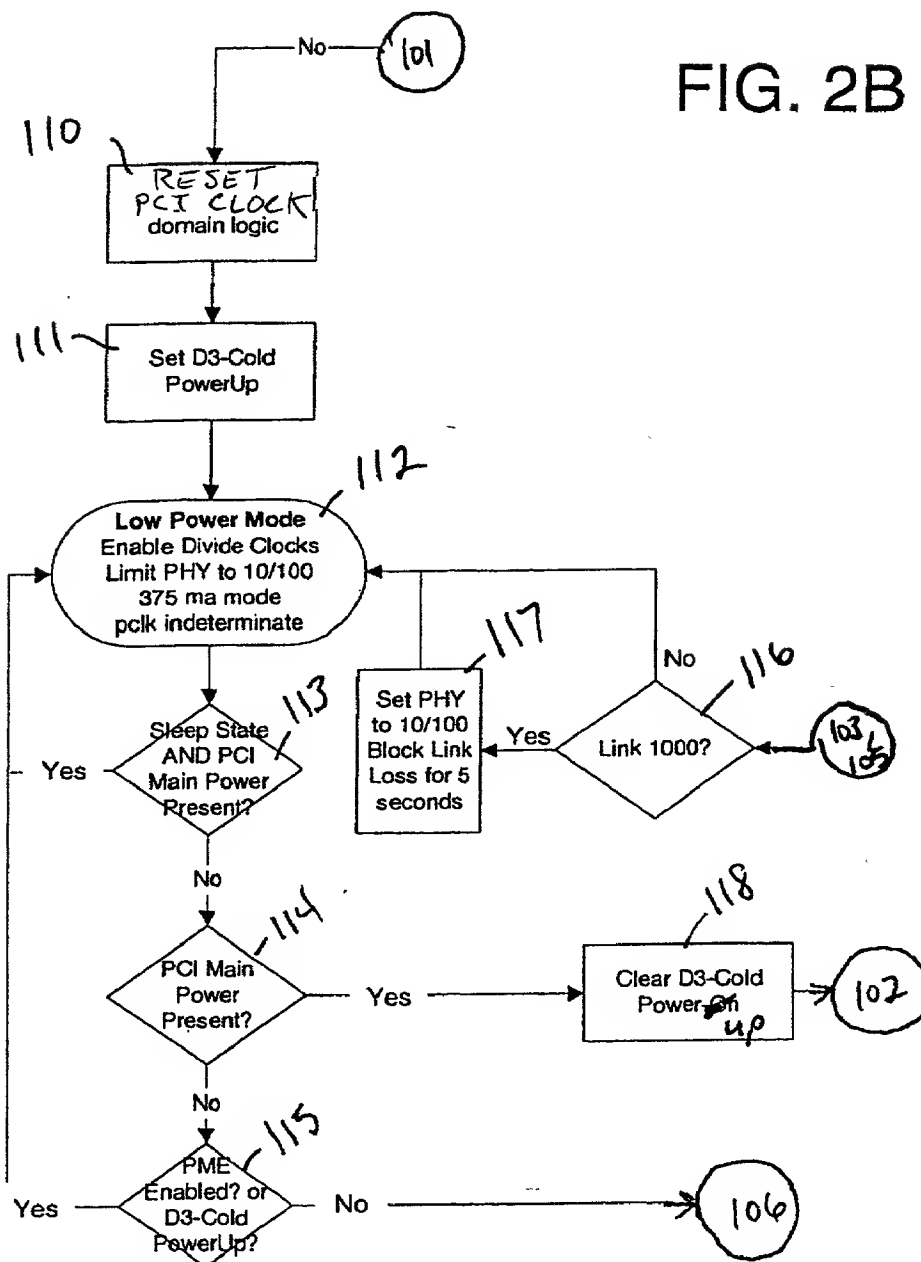 No
101
FIG. 2B
110
RESET
PCI CLOCK
domain logic
111
Set D3-Cold
PowerUp
112
Low Power Mode
Enable Divide Clocks
Limit PHY to 10/100
375 ma mode
pclk indeterminate
117
Set PHY
to 10/100
Block Link
Loss for 5
seconds
Yes
No
116
Link 1000?
103,
105
113
Sleep State
AND PCI
Main Power
Present?
Yes
No
114
PCI Main
Power
Present?
Yes
118
Clear D3-Cold
Power-On
up
102
No
115
PME
Enabled? or
D3-Cold
PowerUp?
Yes
No
106